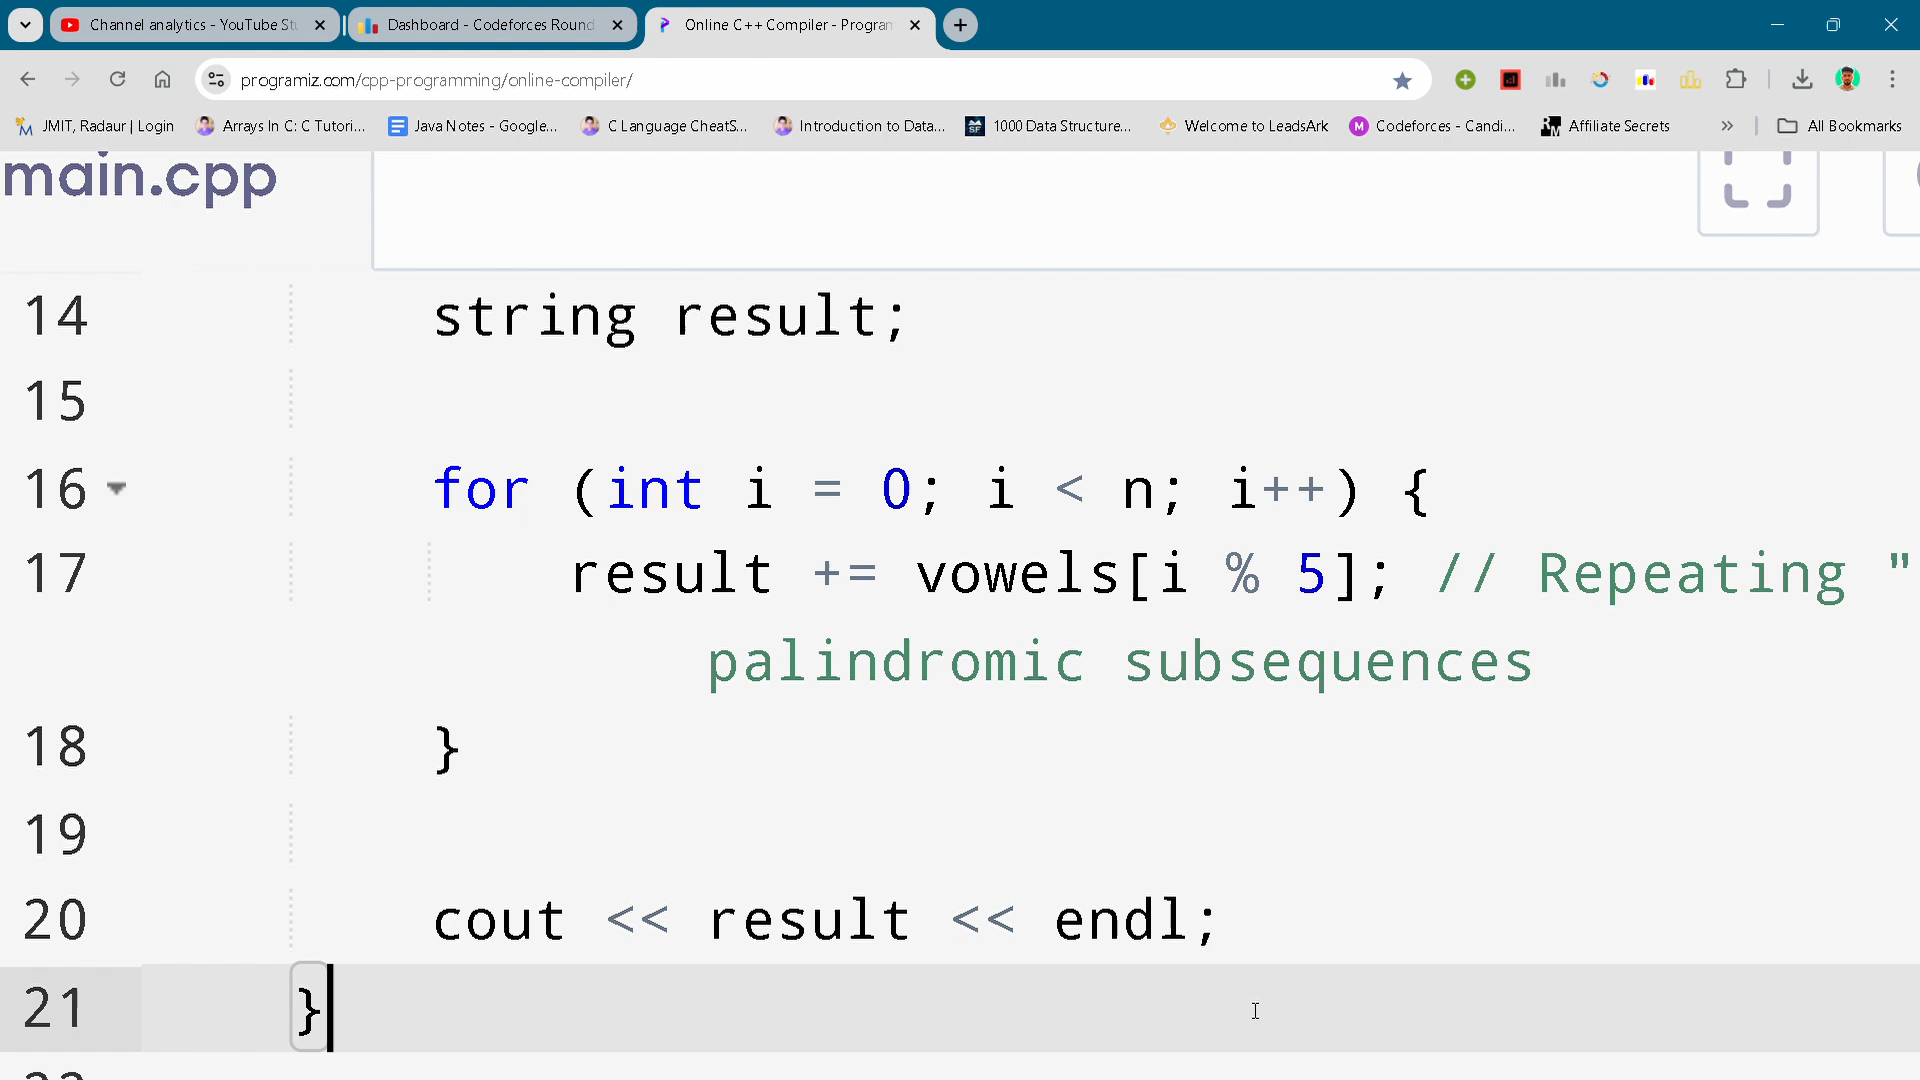 Channel analytics - YouTube Stu
Dashboard - Codeforces Round
Online C++ Compiler - Program
programiz.com/cpp-programming/online-compiler/
JMIT, Radaur | Login
Arrays In C: C Tutori...
Java Notes - Google...
C Language CheatS...
Introduction to Data...
1000 Data Structure...
Welcome to LeadsArk
Codeforces - Candi...
Affiliate Secrets
All Bookmarks
main.cpp
14 string result;
15
16 for (int i = 0; i < n; i++) {
17 result += vowels[i % 5]; // Repeating "
palindromic subsequences
18 }
19
20 cout << result << endl;
21 }